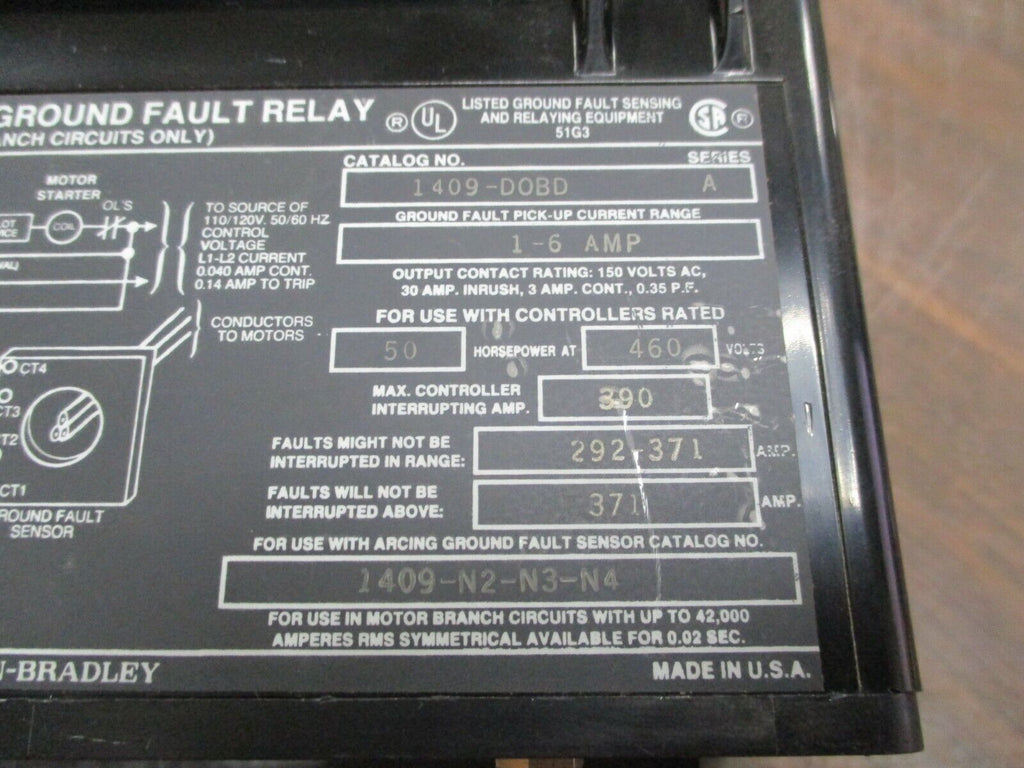 GROUND FAULT RELAY
NCH CIRCUITS ONLY)
® UL
LISTED GROUND FAULT SENSING
AND RELAYING EQUIPMENT
51G3
CATALOG NO. SERIES
1409-DOBD A
GROUND FAULT PICK-UP CURRENT RANGE
1-6 AMP
OUTPUT CONTACT RATING: 150 VOLTS AC,
30 AMP. INRUSH, 3 AMP. CONT., 0.35 P.F.
FOR USE WITH CONTROLLERS RATED
50 HORSEPOWER AT 460 VOLTS
MAX. CONTROLLER
INTERRUPTING AMP. 390
FAULTS MIGHT NOT BE
INTERRUPTED IN RANGE: 292-371 AMP.
FAULTS WILL NOT BE
INTERRUPTED ABOVE: 371 AMP.
FOR USE WITH ARCING GROUND FAULT SENSOR CATALOG NO.
1409-N2-N3-N4
FOR USE IN MOTOR BRANCH CIRCUITS WITH UP TO 42,000
AMPERES RMS SYMMETRICAL AVAILABLE FOR 0.02 SEC.
MOTOR
STARTER
OL'S
COIL
TO SOURCE OF
110/120V. 50/60 HZ
CONTROL
VOLTAGE
L1-L2 CURRENT
0.040 AMP CONT.
0.14 AMP TO TRIP
CONDUCTORS
TO MOTORS
CT4
CT3
CT2
CT1
ROUND FAULT
SENSOR
N-BRADLEY
MADE IN U.S.A.